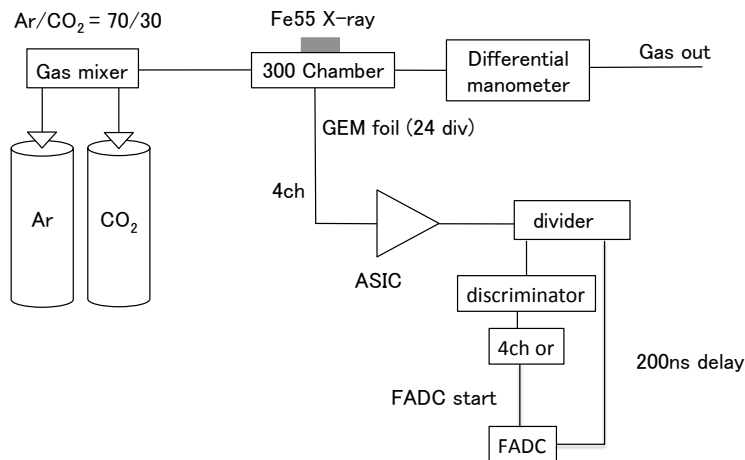 Ar/CO₂ = 70/30
Fe55 X-ray
Gas mixer
300 Chamber
Differential
manometer
Gas out
GEM foil (24 div)
4ch
Ar
CO₂
ASIC
divider
discriminator
4ch or
200ns delay
FADC start
FADC